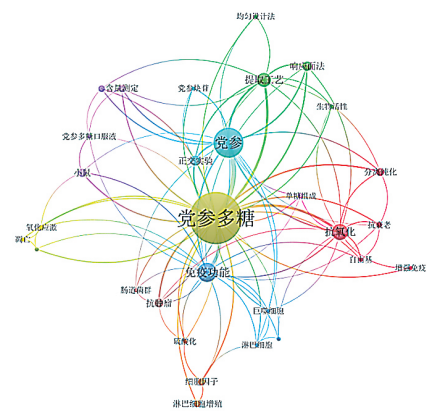 均匀设计法
响应面法
提取工艺
含量测定
党参块苷
生物活性
党参多糖口服液
党参
正交实验
分离纯化
小鼠
单糖组成
党参多糖
氧化应激
抗衰老
抗氧化
凋亡
自由基
增强免疫
免疫功能
肠道菌群
抗肿瘤
巨噬细胞
硫酸化
淋巴细胞
细胞因子
淋巴细胞增殖